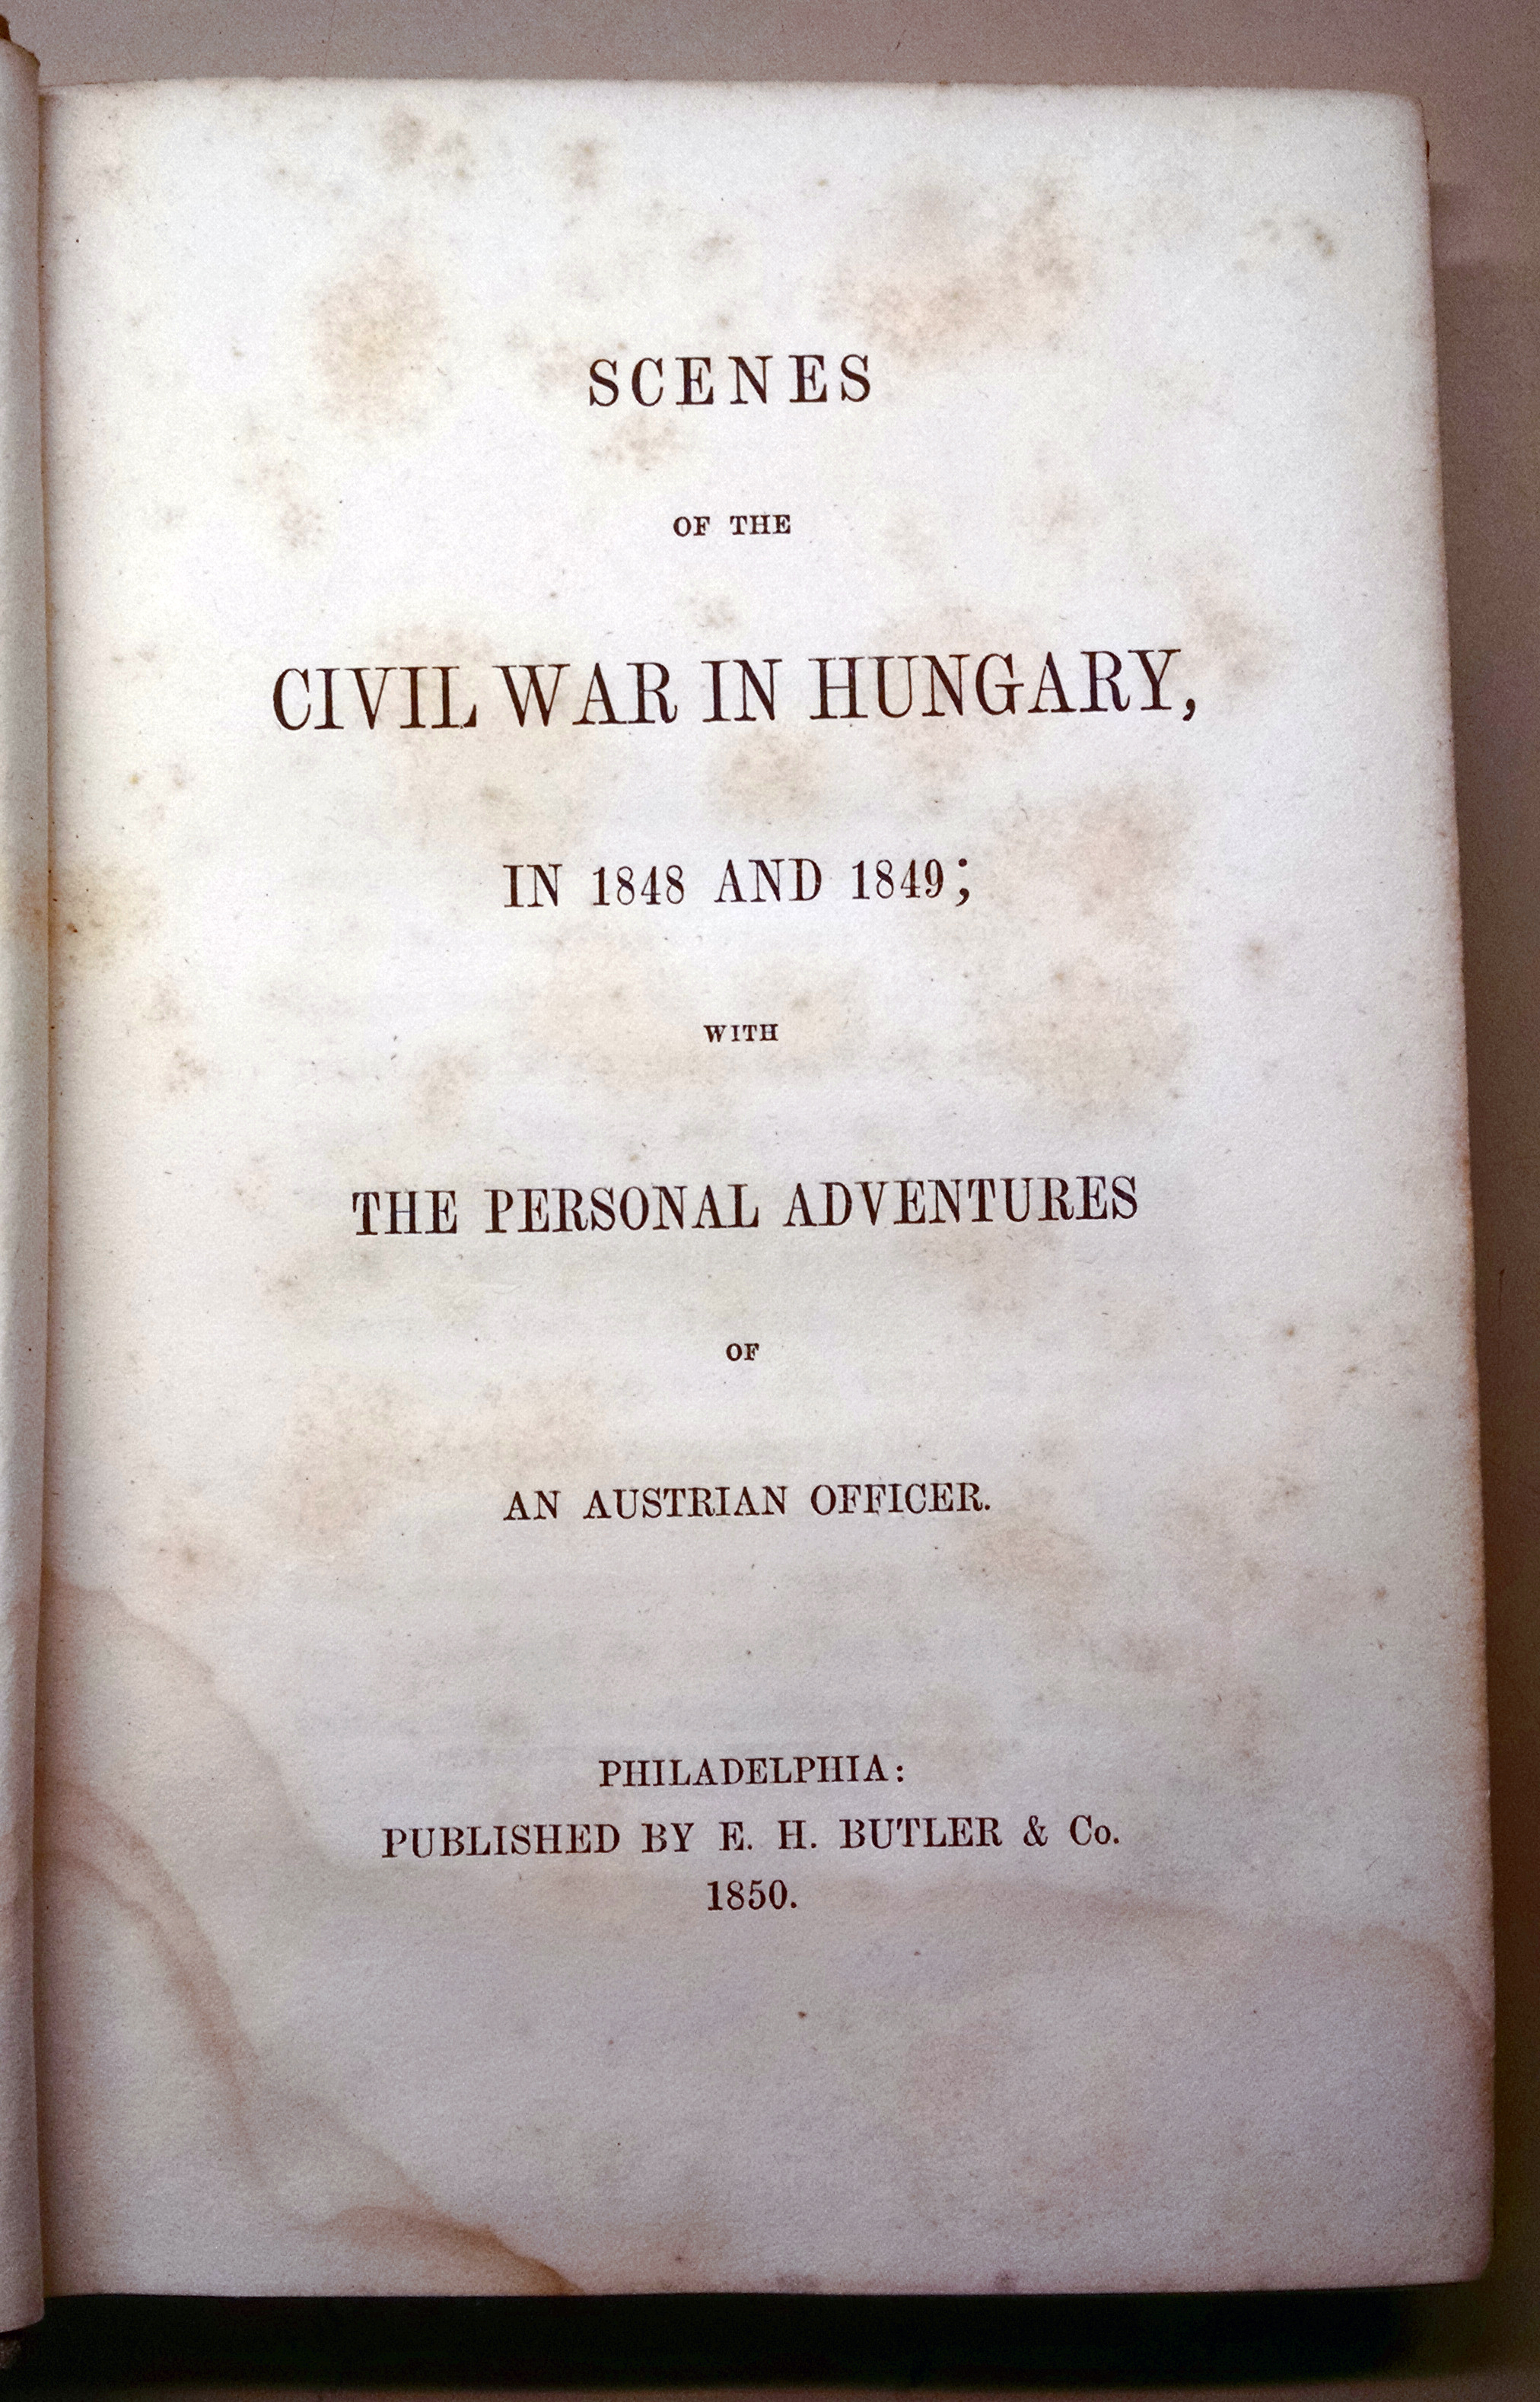 SCENES
OF THE
CIVIL WAR IN HUNGARY,
IN 1848 AND 1849;
WITH
THE PERSONAL ADVENTURES
OF
AN AUSTRIAN OFFICER.
PHILADELPHIA:
PUBLISHED BY E. H. BUTLER & Co.
1850.